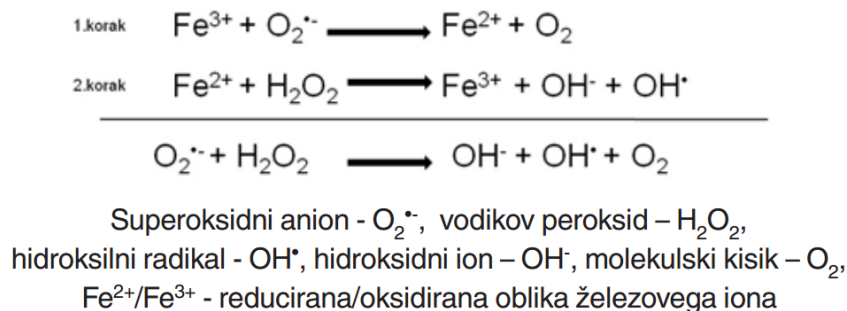 1.korak Fe³⁺ + O₂•⁻ ⟶ Fe²⁺ + O₂
2.korak Fe²⁺ + H₂O₂ ⟶ Fe³⁺ + OH⁻ + OH•
O₂•⁻ + H₂O₂ ⟶ OH⁻ + OH• + O₂
Superoksidni anion - O₂•⁻, vodikov peroksid – H₂O₂,
hidroksilni radikal - OH•, hidroksidni ion – OH⁻, molekulski kisik – O₂,
Fe²⁺/Fe³⁺ - reducirana/oksidirana oblika železovega iona